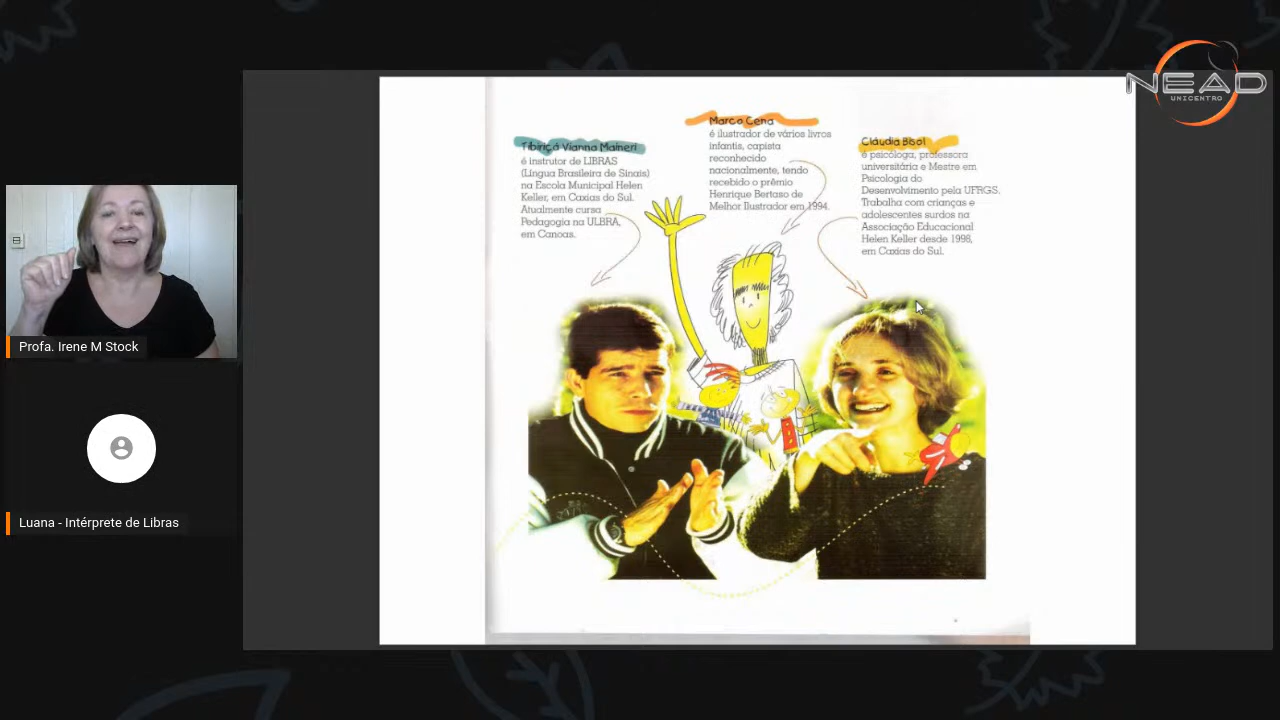 NEAD
UNICENTRO
Marco Cena
é ilustrador de vários livros
infantis, capista
reconhecido
nacionalmente, tendo
recebido o prêmio
Henrique Bertaso de
Melhor Ilustrador em 1994.
Tibiriçá Vianna Maineri
é instrutor de LIBRAS
(Língua Brasileira de Sinais)
na Escola Municipal Helen
Keller, em Caxias do Sul.
Atualmente cursa
Pedagogia na ULBRA,
em Canoas.
Cláudia Bisol
é psicóloga, professora
universitária e Mestre em
Psicologia do
Desenvolvimento pela UFRGS.
Trabalha com crianças e
adolescentes surdos na
Associação Educacional
Helen Keller desde 1998,
em Caxias do Sul.
Profa. Irene M Stock
Luana - Intérprete de Libras